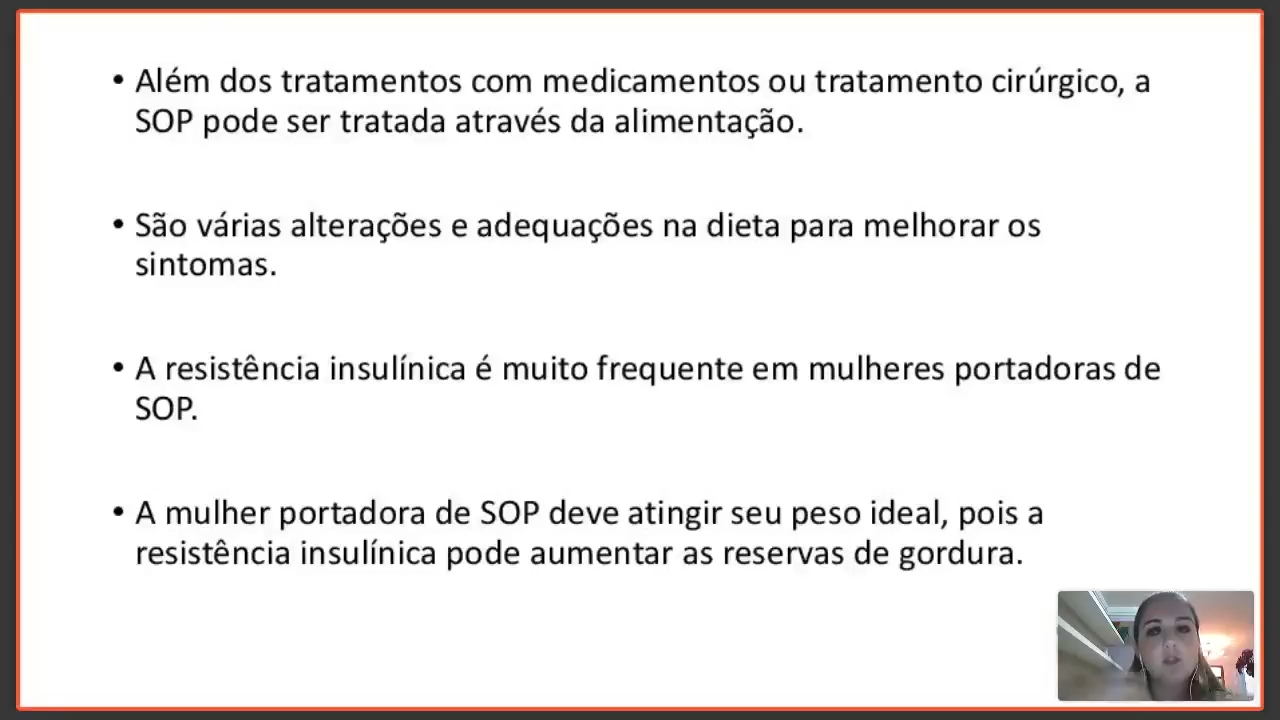 • Além dos tratamentos com medicamentos ou tratamento cirúrgico, a
SOP pode ser tratada através da alimentação.
• São várias alterações e adequações na dieta para melhorar os
sintomas.
• A resistência insulínica é muito frequente em mulheres portadoras de
SOP.
• A mulher portadora de SOP deve atingir seu peso ideal, pois a
resistência insulínica pode aumentar as reservas de gordura.